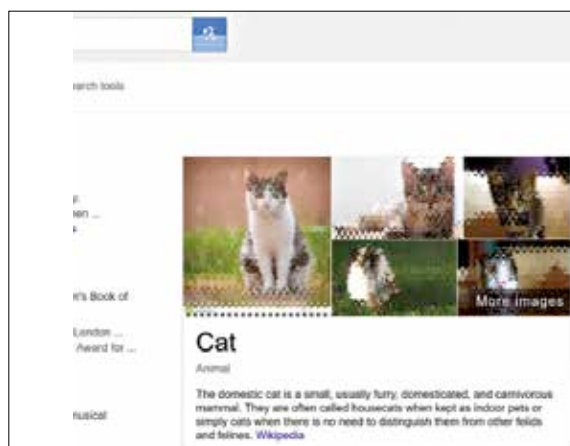 search tools
en ...
n's Book of
London ...
Award for ...
musical
More images
Cat
Animal
The domestic cat is a small, usually furry, domesticated, and carnivorous
mammal. They are often called housecats when kept as indoor pets or
simply cats when there is no need to distinguish them from other felids
and felines. Wikipedia